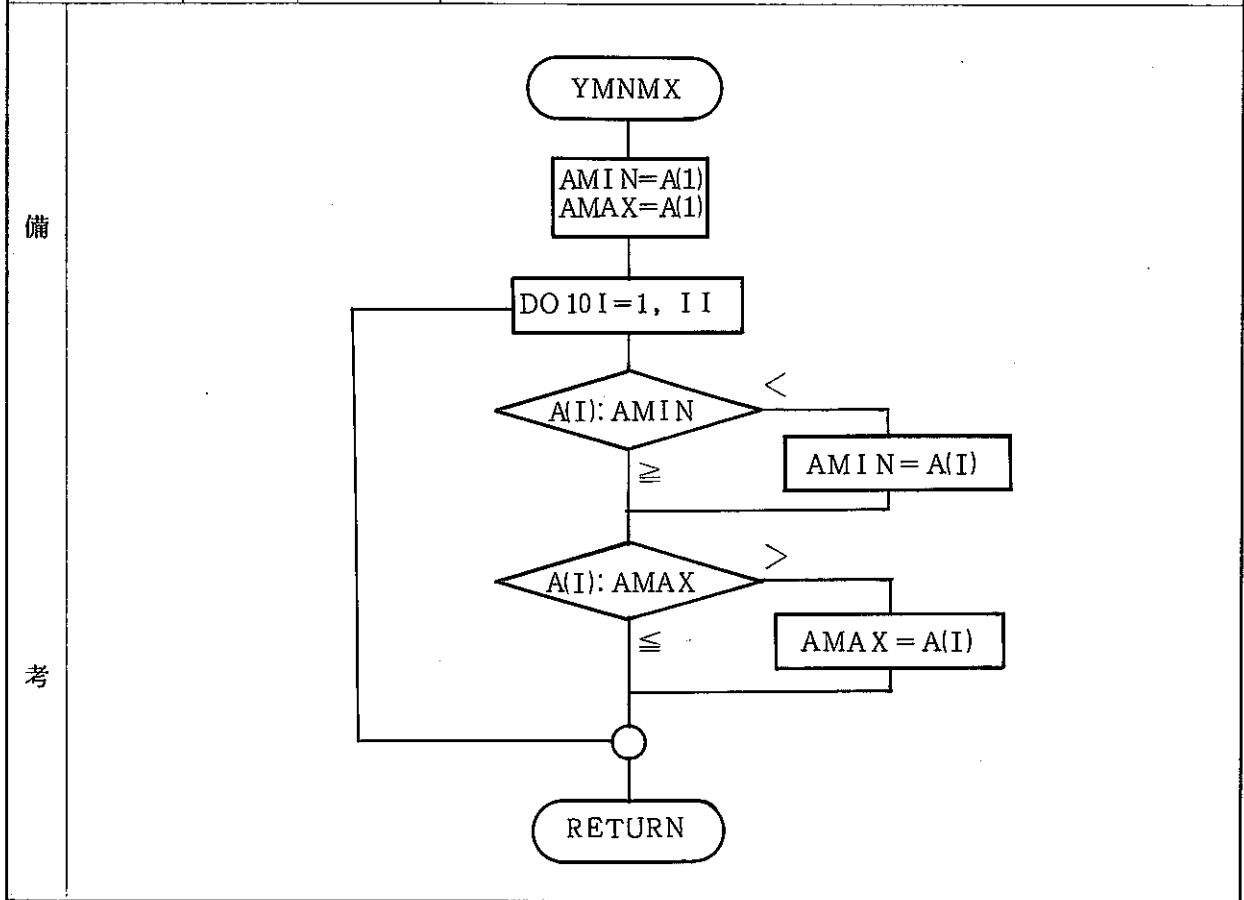 YMNMX
AMIN=A(1)
AMAX=A(1)
備
DO 10 I=1, II
<
A(I): AMIN
AMIN=A(I)
≧
>
A(I): AMAX
≦
AMAX=A(I)
考
RETURN